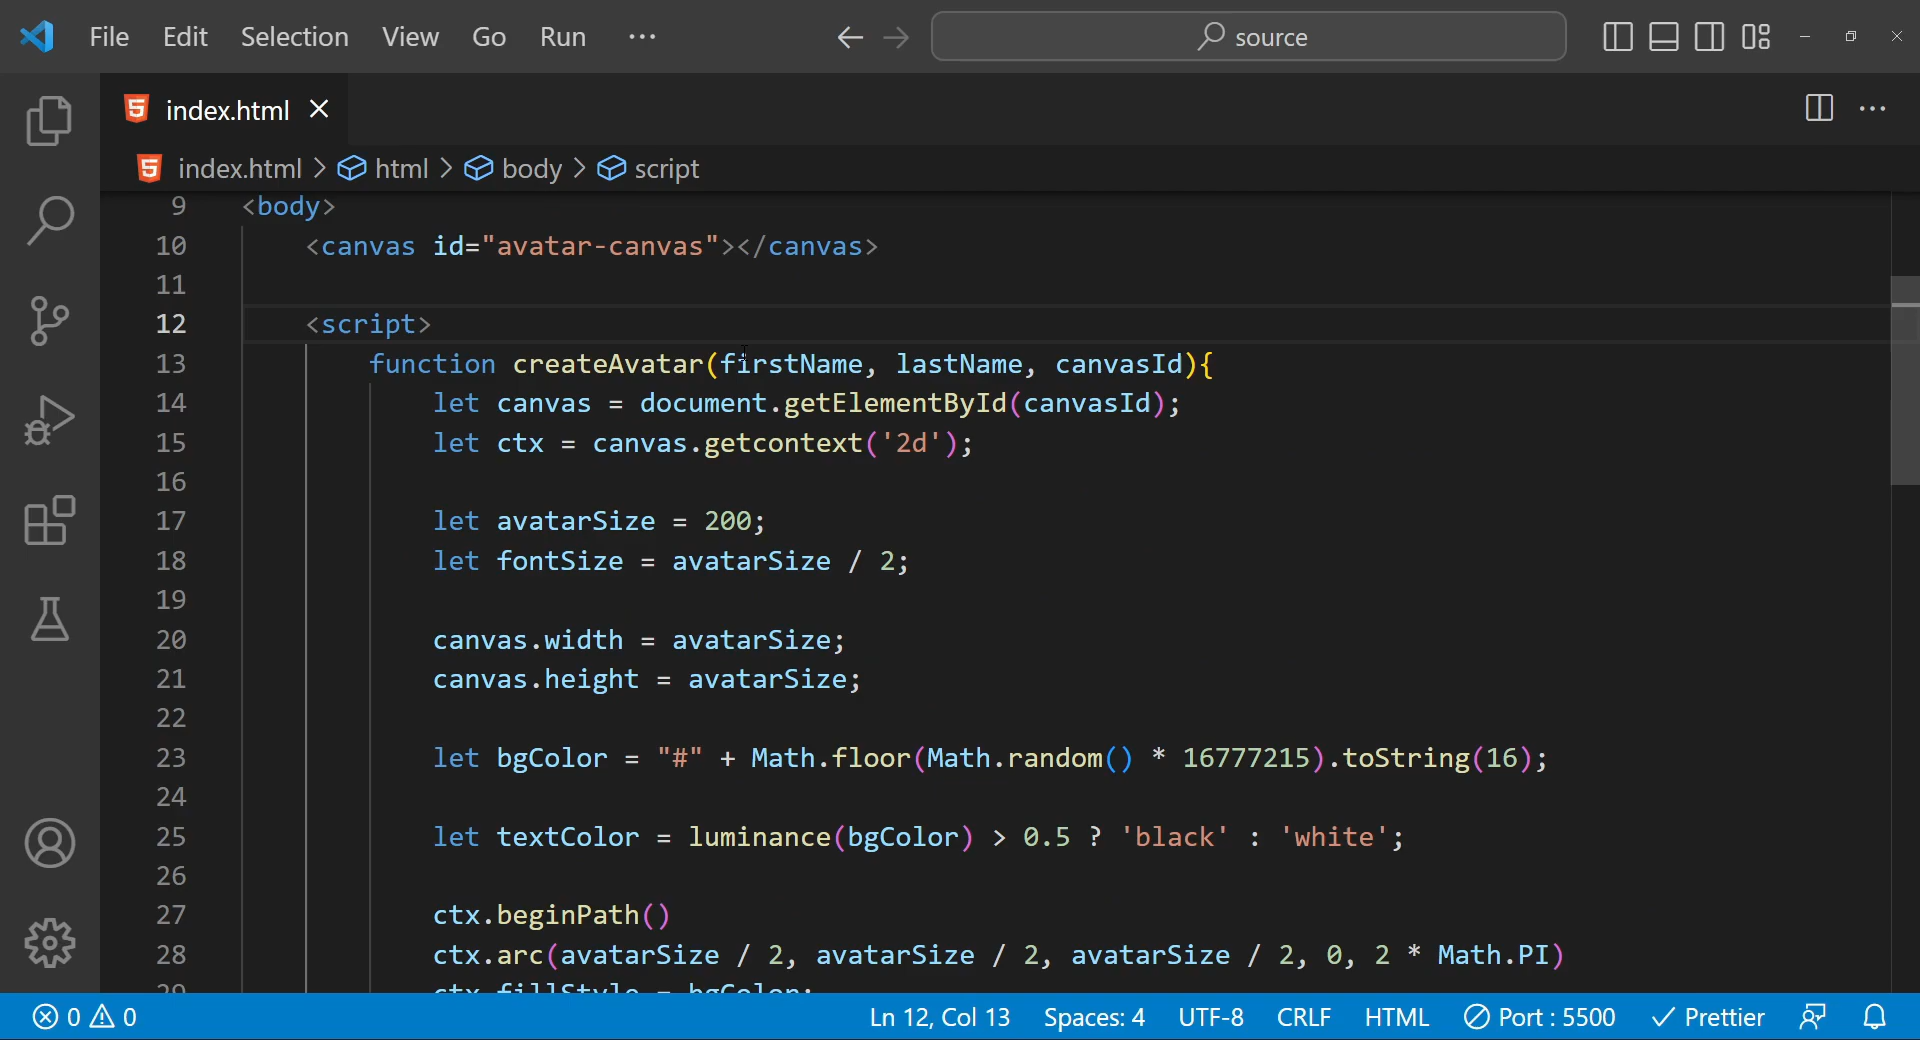 File Edit Selection View Go Run ··· source
index.html
index.html > html > body > script
9 <body>
10 <canvas id="avatar-canvas"></canvas>
11
12 <script>
13 function createAvatar(firstName, lastName, canvasId){
14 let canvas = document.getElementById(canvasId);
15 let ctx = canvas.getcontext('2d');
16
17 let avatarSize = 200;
18 let fontSize = avatarSize / 2;
19
20 canvas.width = avatarSize;
21 canvas.height = avatarSize;
22
23 let bgColor = "#" + Math.floor(Math.random() * 16777215).toString(16);
24
25 let textColor = luminance(bgColor) > 0.5 ? 'black' : 'white';
26
27 ctx.beginPath()
28 ctx.arc(avatarSize / 2, avatarSize / 2, avatarSize / 2, 0, 2 * Math.PI)
29 ctx.fillStyle = bgColor;
0 0 Ln 12, Col 13 Spaces: 4 UTF-8 CRLF HTML Port : 5500 Prettier